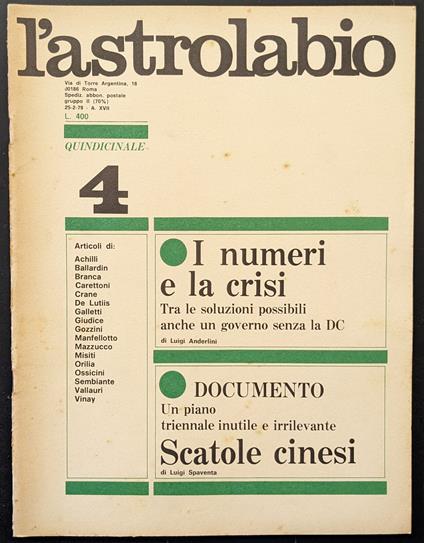 l'astrolabio
Via di Torre Argentina, 18
00186 Roma
Spediz. abbon. postale
gruppo II (70%)
25-2-78 - A. XVII
L. 400
QUINDICINALE
4
Articoli di:
Achilli
Ballardin
Branca
Carettoni
Crane
De Lutiis
Galletti
Giudice
Gozzini
Manfellotto
Mazzucco
Misiti
Orilia
Ossicini
Sembiante
Vallauri
Vinay
I numeri
e la crisi
Tra le soluzioni possibili
anche un governo senza la DC
di Luigi Anderlini
DOCUMENTO
Un piano
triennale inutile e irrilevante
Scatole cinesi
di Luigi Spaventa